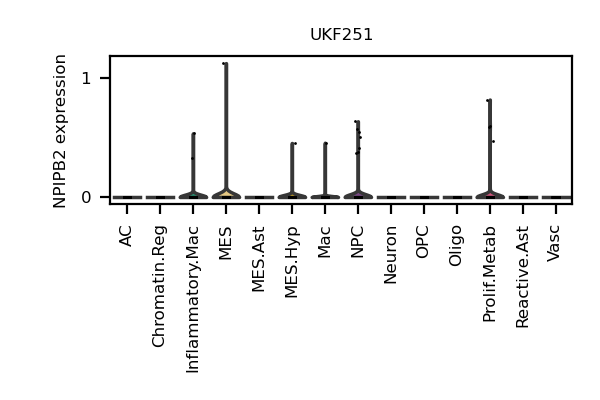 UKF251
NPIPB2 expression
1
0
AC
Chromatin.Reg
Inflammatory.Mac
MES
MES.Ast
MES.Hyp
Mac
NPC
Neuron
OPC
Oligo
Prolif.Metab
Reactive.Ast
Vasc